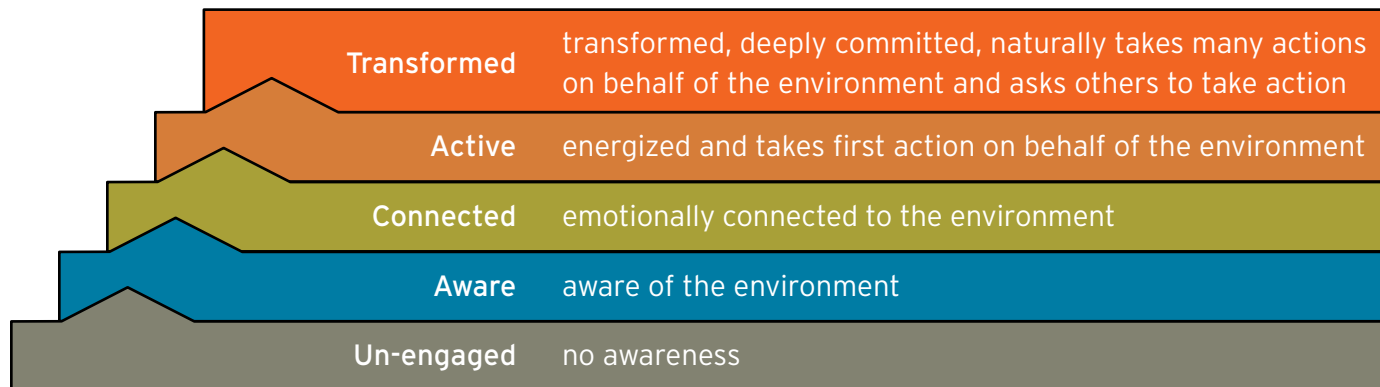 Transformed transformed, deeply committed, naturally takes many actions
on behalf of the environment and asks others to take action
Active energized and takes first action on behalf of the environment
Connected emotionally connected to the environment
Aware aware of the environment
Un-engaged no awareness